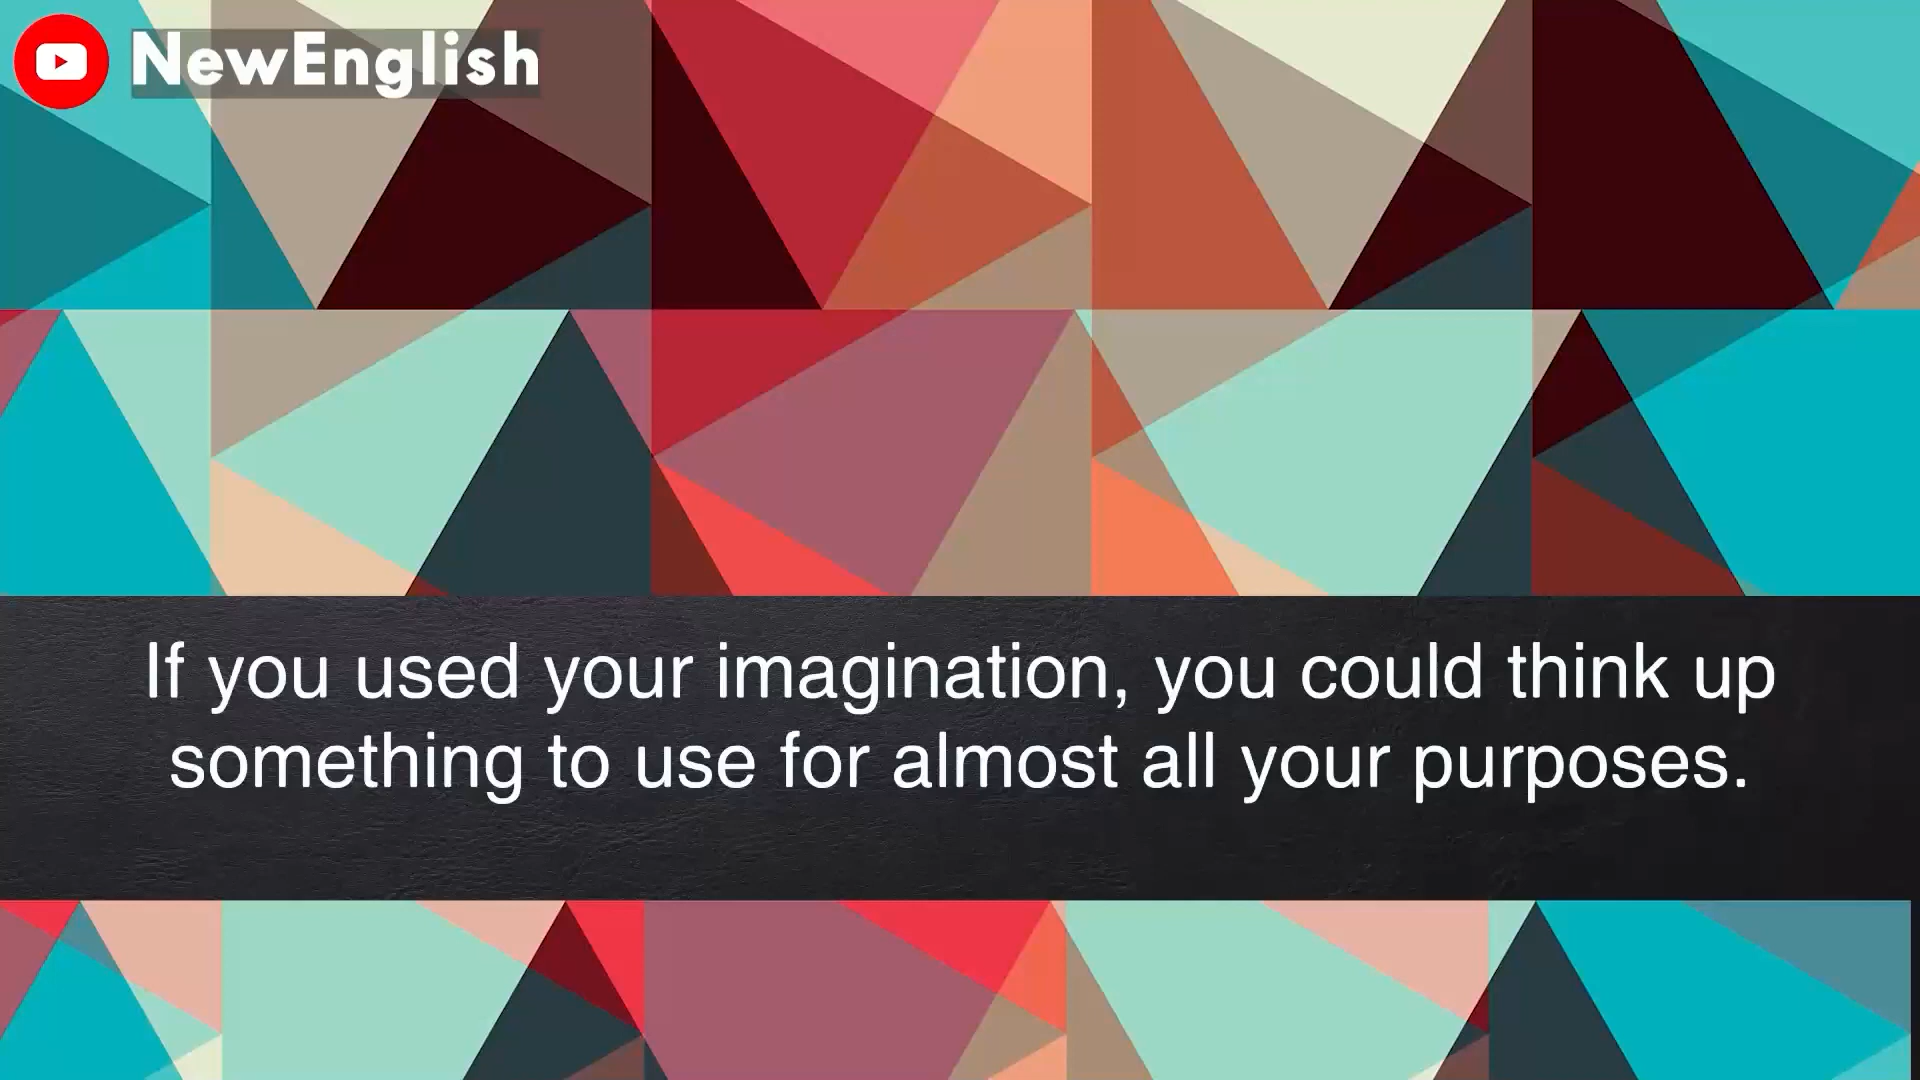 NewEnglish
If you used your imagination, you could think up
something to use for almost all your purposes.